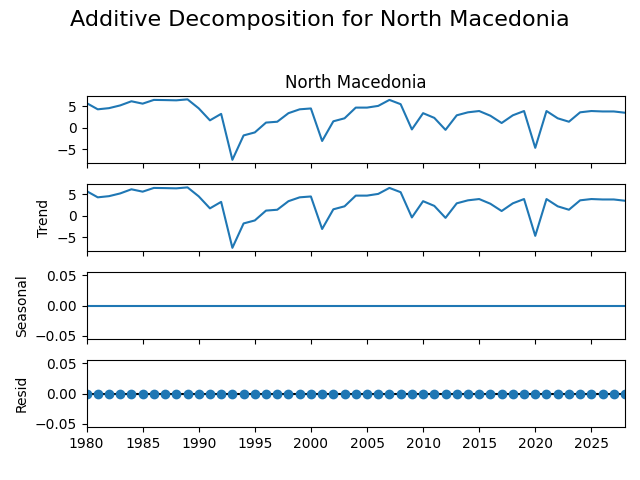 Additive Decomposition for North Macedonia
North Macedonia
5
0
−5
Trend
5
0
−5
Seasonal
0.05
0.00
−0.05
Resid
0.05
0.00
−0.05
1980 1985 1990 1995 2000 2005 2010 2015 2020 2025